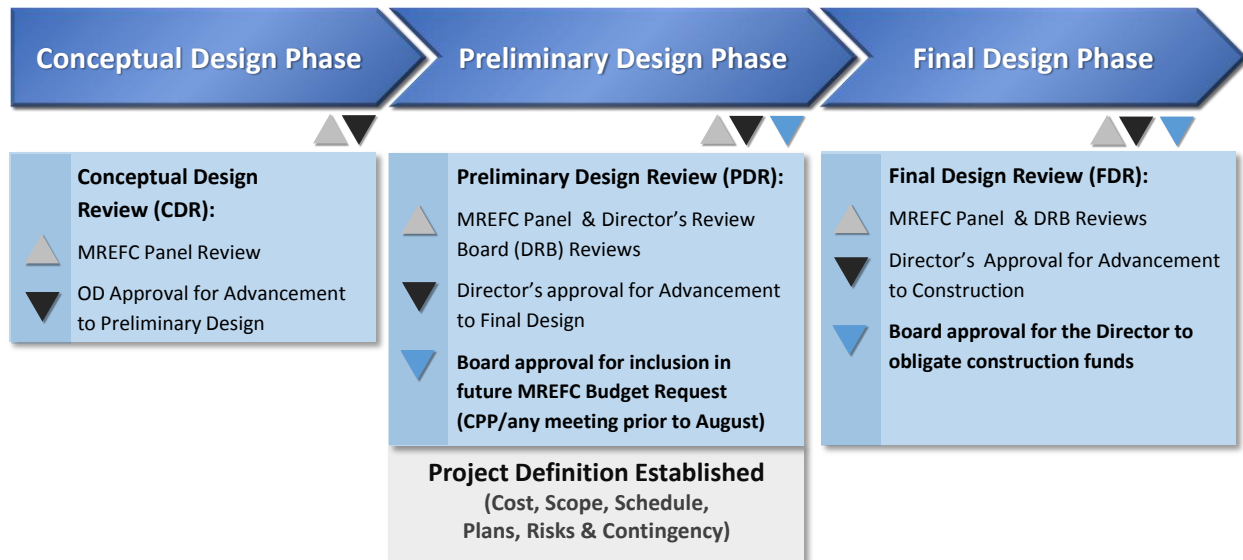 Conceptual Design Phase
Preliminary Design Phase
Final Design Phase
Conceptual Design
Review (CDR):
MREFC Panel Review
OD Approval for Advancement
to Preliminary Design
Preliminary Design Review (PDR):
MREFC Panel & Director's Review
Board (DRB) Reviews
Director's approval for Advancement
to Final Design
Board approval for inclusion in
future MREFC Budget Request
(CPP/any meeting prior to August)
Project Definition Established
(Cost, Scope, Schedule,
Plans, Risks & Contingency)
Final Design Review (FDR):
MREFC Panel & DRB Reviews
Director's Approval for Advancement
to Construction
Board approval for the Director to
obligate construction funds